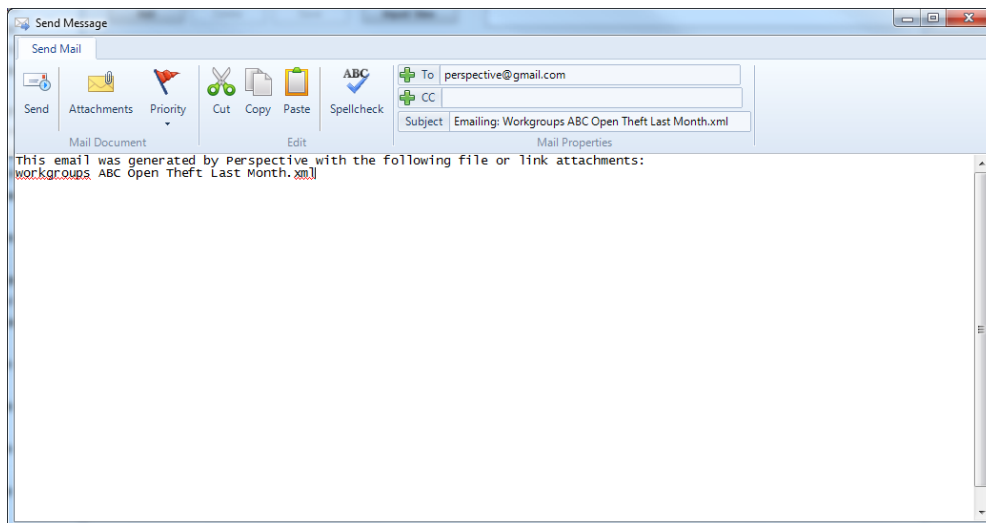 Send Message
Send Mail
Send
Attachments
Priority
Cut
Copy
Paste
ABC
Spellcheck
To perspective@gmail.com
CC
Subject Emailing: Workgroups ABC Open Theft Last Month.xml
Mail Document
Edit
Mail Properties
This email was generated by Perspective with the following file or link attachments:
workgroups ABC Open Theft Last Month.xml